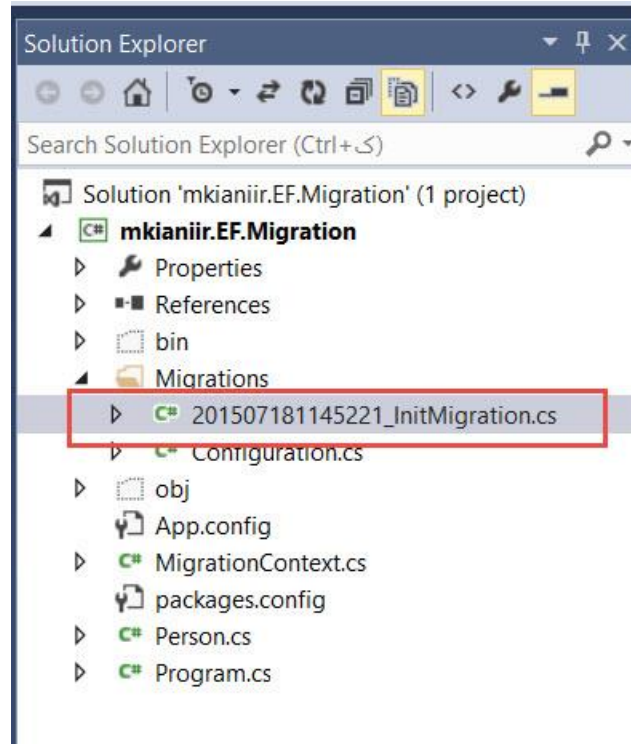 Solution Explorer
Search Solution Explorer (Ctrl+ک)
Solution 'mkianiir.EF.Migration' (1 project)
C# mkianiir.EF.Migration
Properties
References
bin
Migrations
C# 201507181145221_InitMigration.cs
C# Configuration.cs
obj
App.config
C# MigrationContext.cs
packages.config
C# Person.cs
C# Program.cs